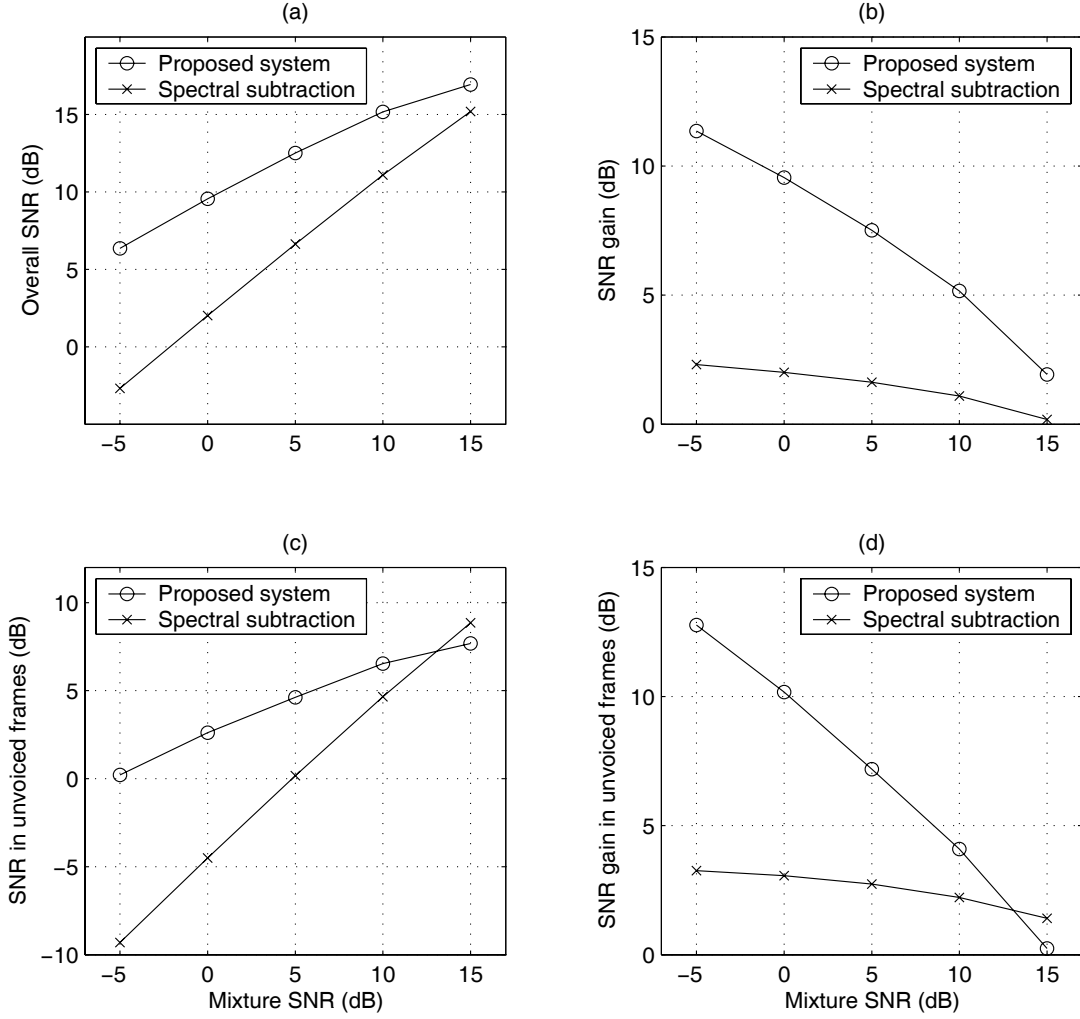 (a)
Proposed system
Spectral subtraction
Overall SNR (dB)
15
10
5
0
−5
0
5
10
15
(b)
Proposed system
Spectral subtraction
SNR gain (dB)
15
10
5
0
−5
0
5
10
15
(c)
Proposed system
Spectral subtraction
SNR in unvoiced frames (dB)
10
5
0
−5
−10
−5
0
5
10
15
Mixture SNR (dB)
(d)
Proposed system
Spectral subtraction
SNR gain in unvoiced frames (dB)
15
10
5
0
−5
0
5
10
15
Mixture SNR (dB)